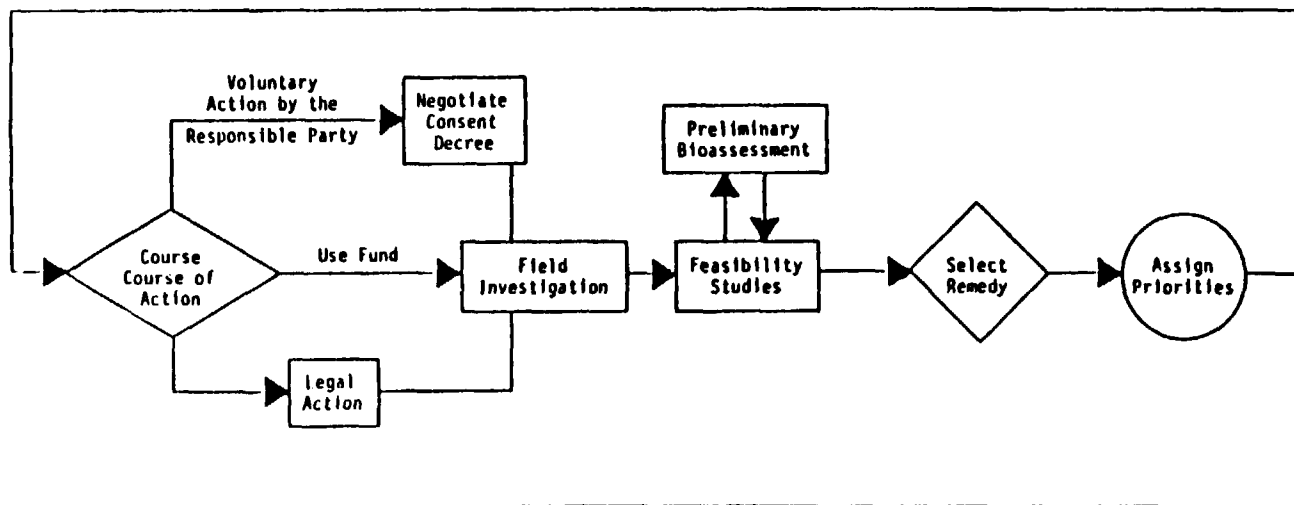 Voluntary
Action by the
Responsible Party
Negotiate
Consent
Decree
Preliminary
Bioassessment
Course
Course of
Action
Use Fund
Field
Investigation
Feasibility
Studies
Select
Remedy
Assign
Priorities
Legal
Action